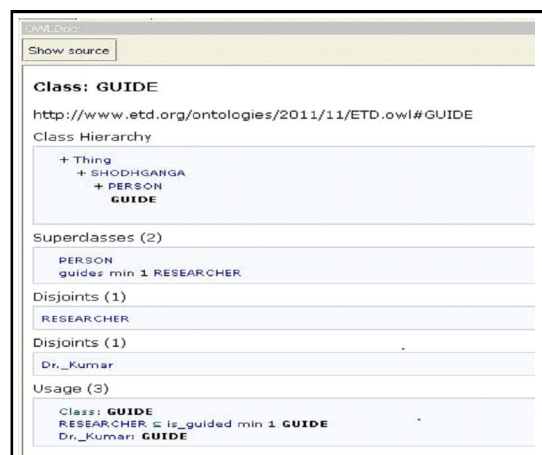 OWLDoc
Show source
Class: GUIDE
http://www.etd.org/ontologies/2011/11/ETD.owl#GUIDE
Class Hierarchy
+ Thing
+ SHODHGANGA
+ PERSON
GUIDE
Superclasses (2)
PERSON
guides min 1 RESEARCHER
Disjoints (1)
RESEARCHER
Disjoints (1)
Dr._Kumar
Usage (3)
Class: GUIDE
RESEARCHER ⊆ is_guided min 1 GUIDE
Dr._Kumar: GUIDE